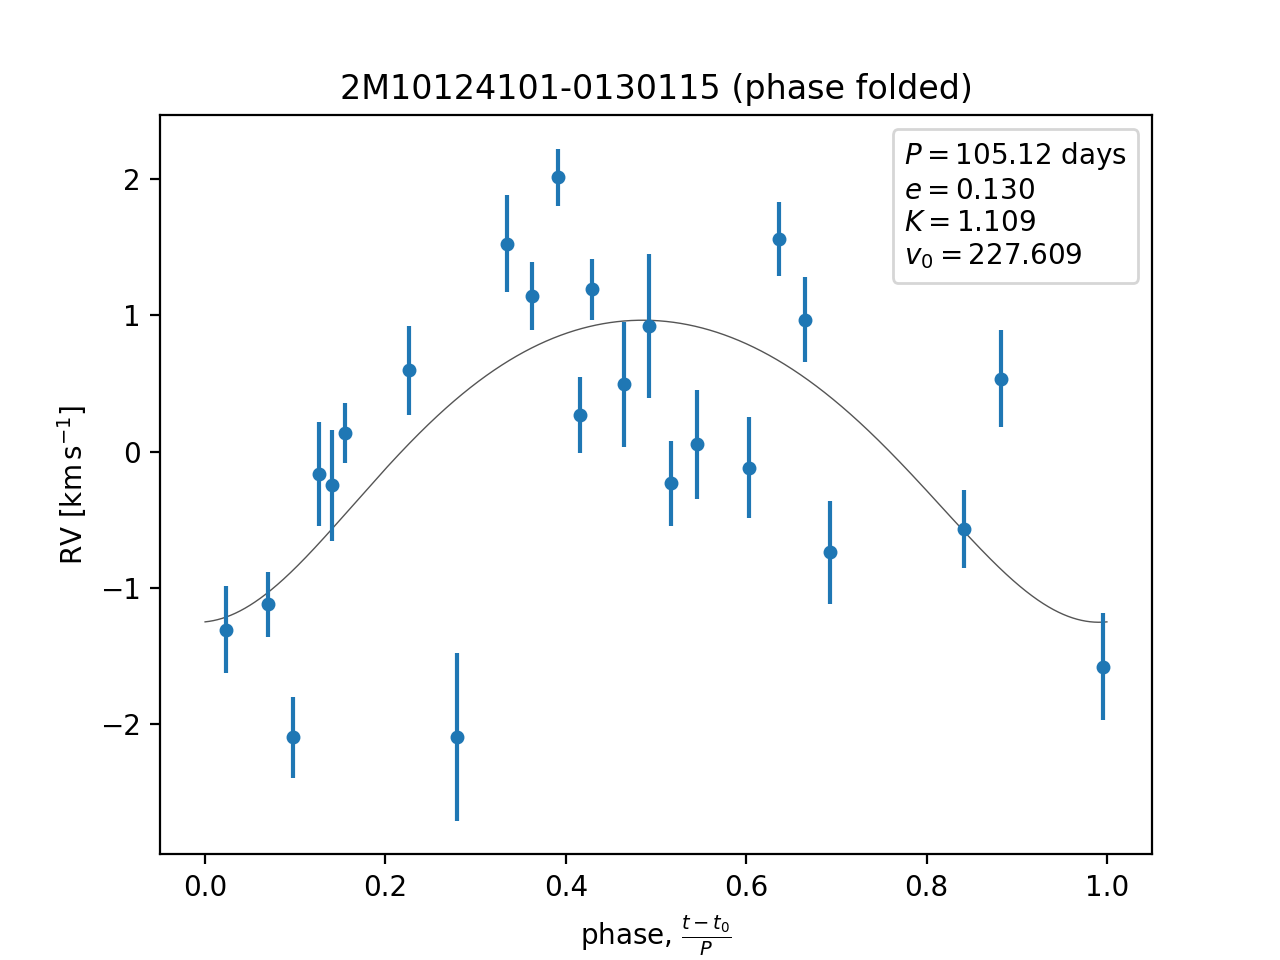 2M10124101-0130115 (phase folded)
P = 105.12 days
e = 0.130
K = 1.109
v₀ = 227.609
2
1
0
−1
−2
RV [km s⁻¹]
0.0 0.2 0.4 0.6 0.8 1.0
phase, (t − t₀)/P